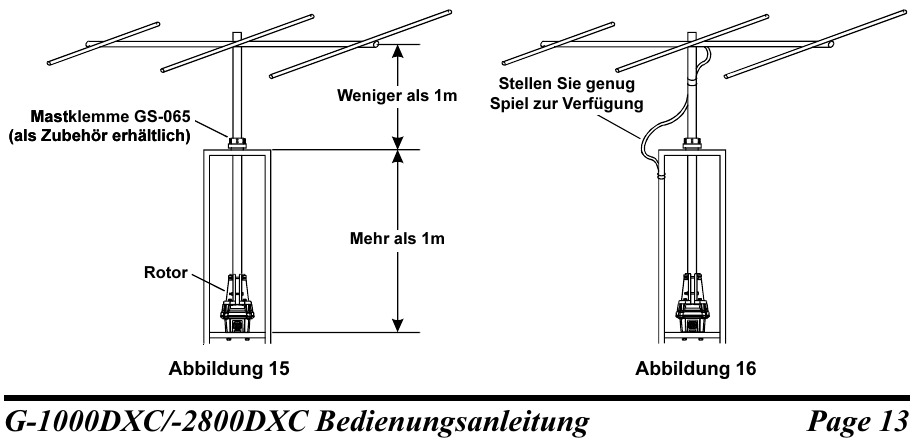 Weniger als 1m
Mastklemme GS-065
(als Zubehör erhältlich)
Mehr als 1m
Rotor
Abbildung 15
Stellen Sie genug
Spiel zur Verfügung
Abbildung 16
G-1000DXC/-2800DXC Bedienungsanleitung
Page 13